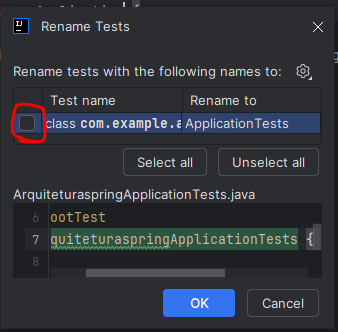 Rename Tests
Rename tests with the following names to:
Test name Rename to
class com.example.a ApplicationTests
Select all Unselect all
ArquiteturaspringApplicationTests.java
6 ootTest
7 quiteturaspringApplicationTests {
8
OK Cancel